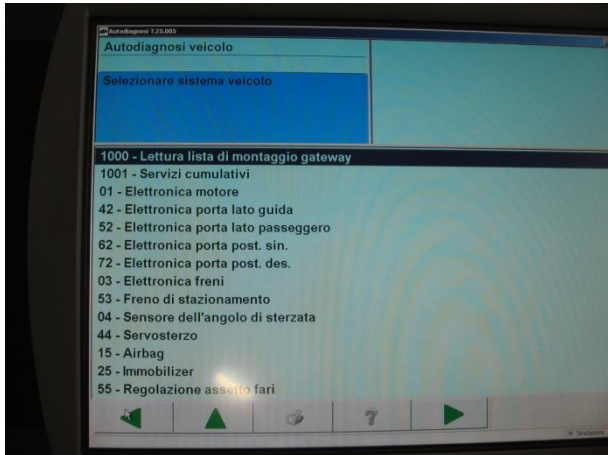 Autodiagnosi 7.25.005
Autodiagnosi veicolo
Selezionare sistema veicolo
1000 - Lettura lista di montaggio gateway
1001 - Servizi cumulativi
01 - Elettronica motore
42 - Elettronica porta lato guida
52 - Elettronica porta lato passeggero
62 - Elettronica porta post. sin.
72 - Elettronica porta post. des.
03 - Elettronica freni
53 - Freno di stazionamento
04 - Sensore dell'angolo di sterzata
44 - Servosterzo
15 - Airbag
25 - Immobilizer
55 - Regolazione assetto fari
?
Simulazione